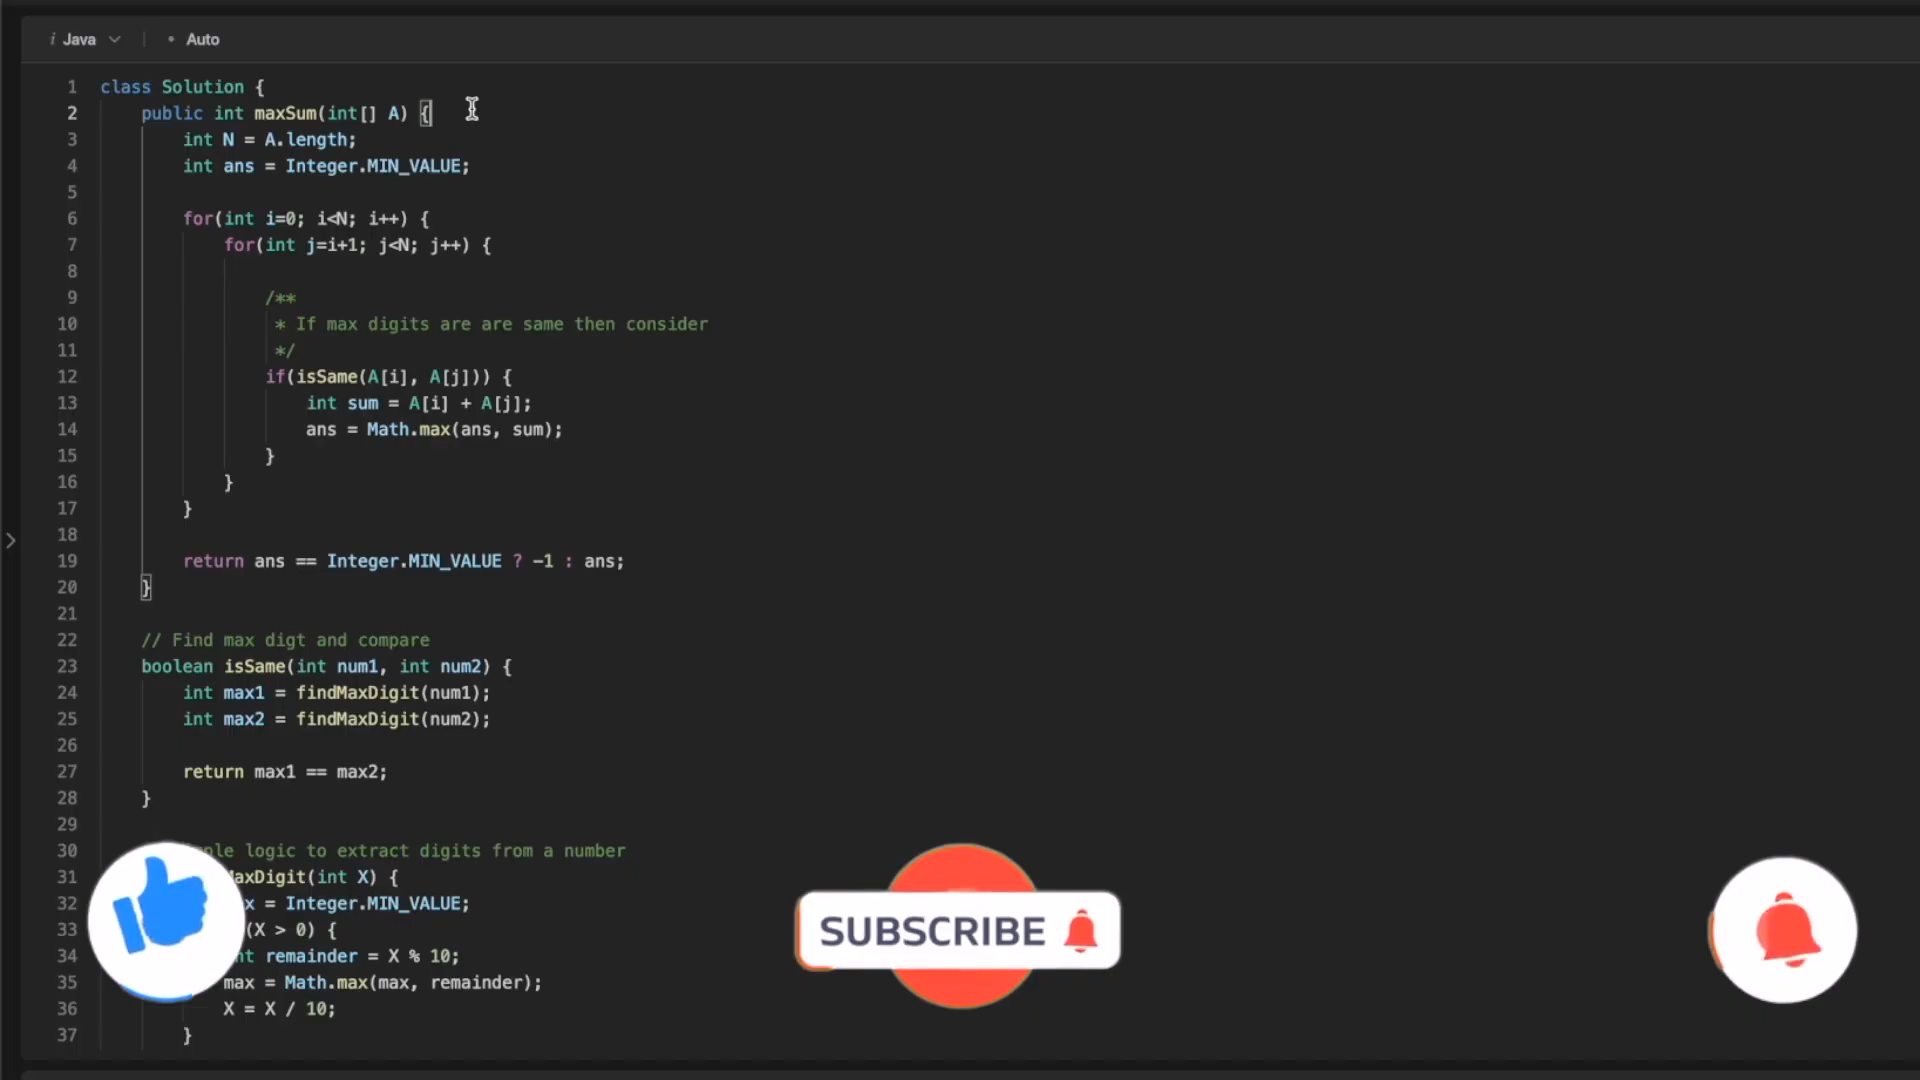 i Java • Auto
1 class Solution {
2 public int maxSum(int[] A) {
3 int N = A.length;
4 int ans = Integer.MIN_VALUE;
5
6 for(int i=0; i<N; i++) {
7 for(int j=i+1; j<N; j++) {
8
9 /**
10 * If max digits are are same then consider
11 */
12 if(isSame(A[i], A[j])) {
13 int sum = A[i] + A[j];
14 ans = Math.max(ans, sum);
15 }
16 }
17 }
18
19 return ans == Integer.MIN_VALUE ? -1 : ans;
20 }
21
22 // Find max digt and compare
23 boolean isSame(int num1, int num2) {
24 int max1 = findMaxDigit(num1);
25 int max2 = findMaxDigit(num2);
26
27 return max1 == max2;
28 }
29
30 logic to extract digits from a number
31 MaxDigit(int X) {
32 = Integer.MIN_VALUE;
33 (X > 0) {
34 remainder = X % 10;
35 max = Math.max(max, remainder);
36 X = X / 10;
37 }
SUBSCRIBE